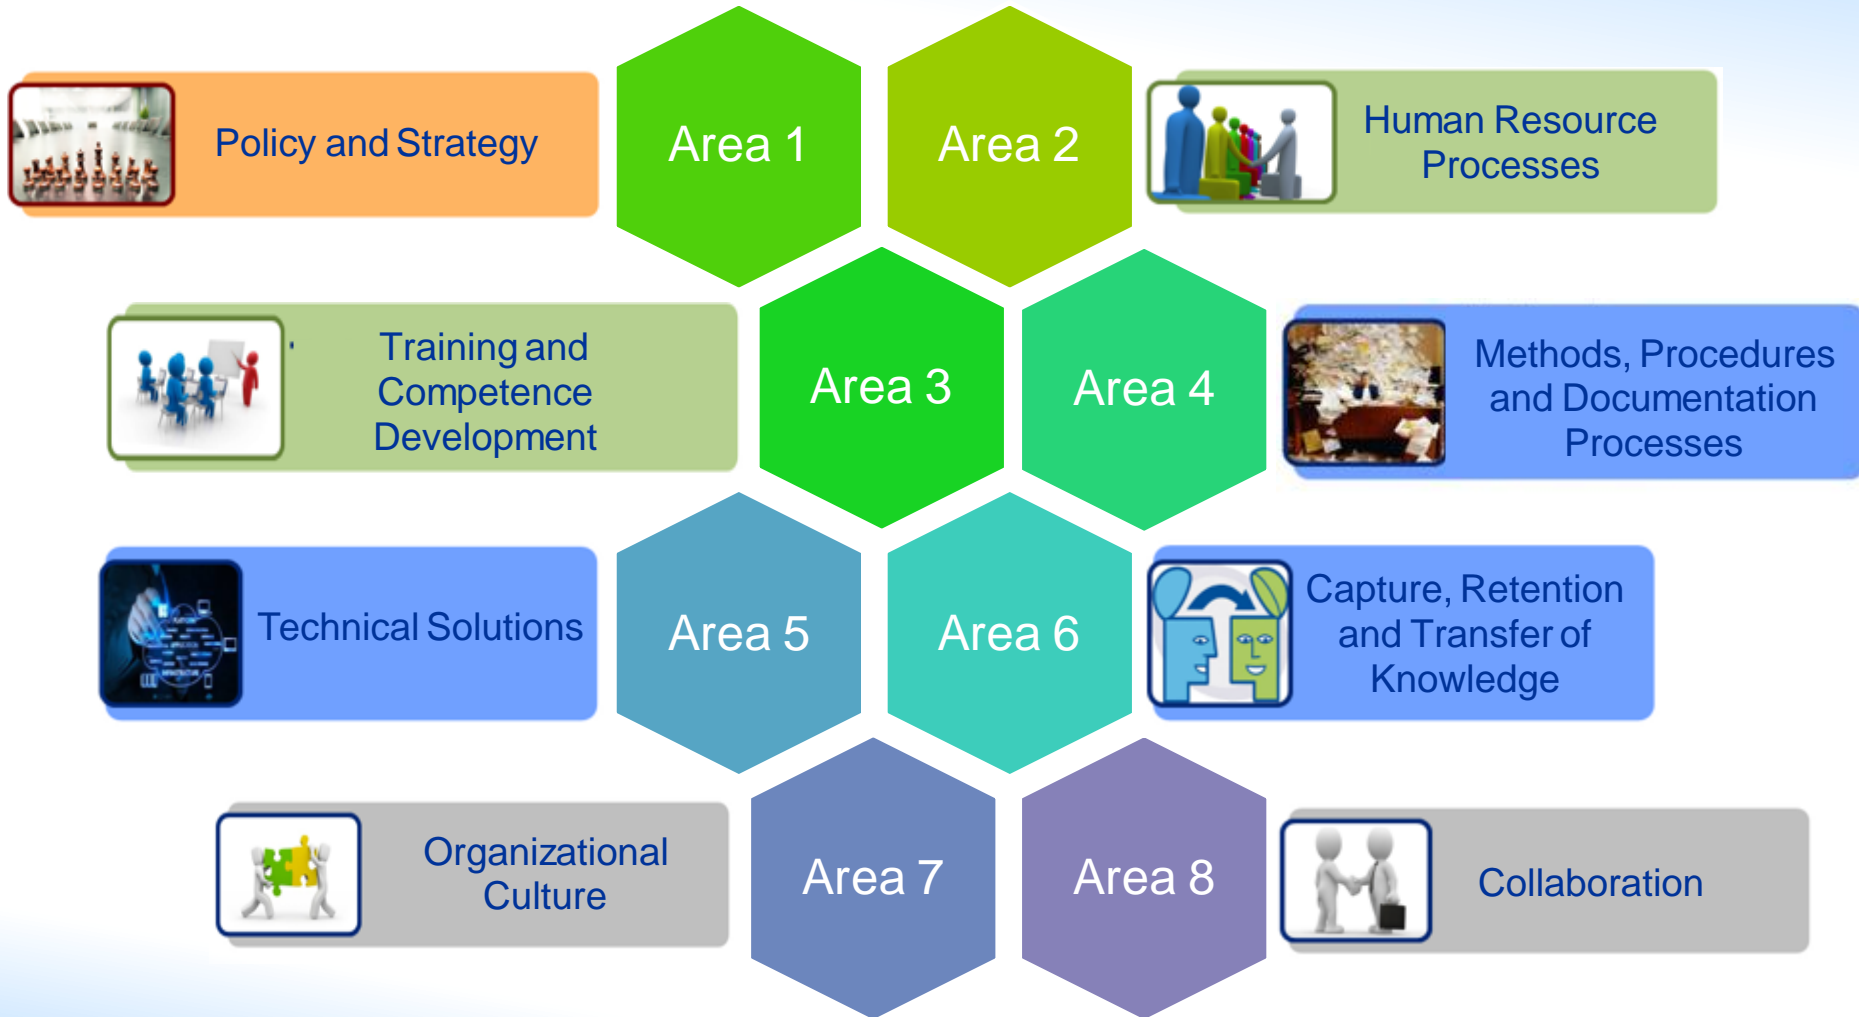 Policy and Strategy
Area 1
Area 2
Human Resource
Processes
Training and
Competence
Development
Area 3
Area 4
Methods, Procedures
and Documentation
Processes
Technical Solutions
Area 5
Area 6
Capture, Retention
and Transfer of
Knowledge
Organizational
Culture
Area 7
Area 8
Collaboration